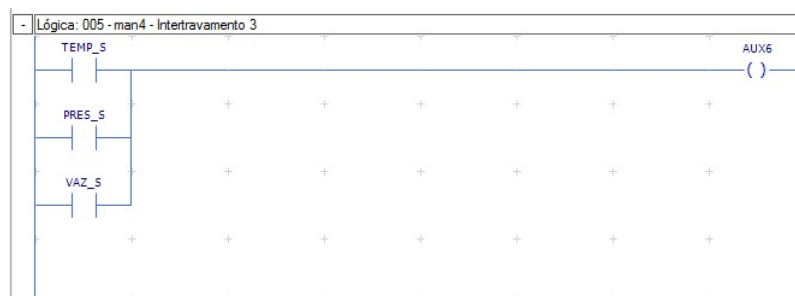 - Lógica: 005 - man4 - Intertravamento 3
TEMP_S
AUX6
( )
PRES_S
VAZ_S